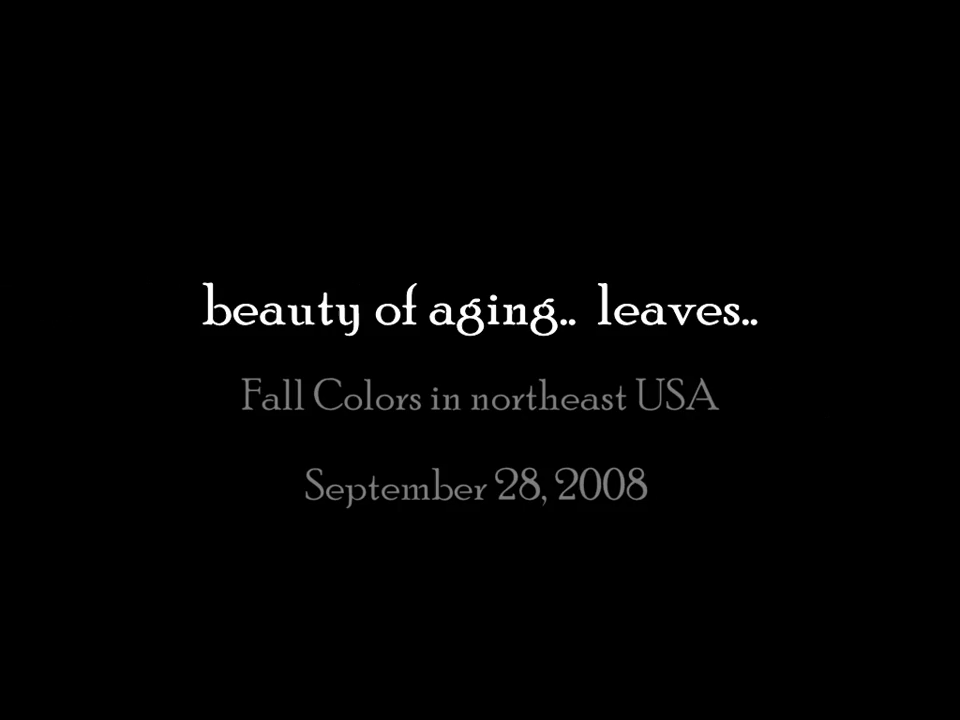 beauty of aging.. leaves..
Fall Colors in northeast USA
September 28, 2008